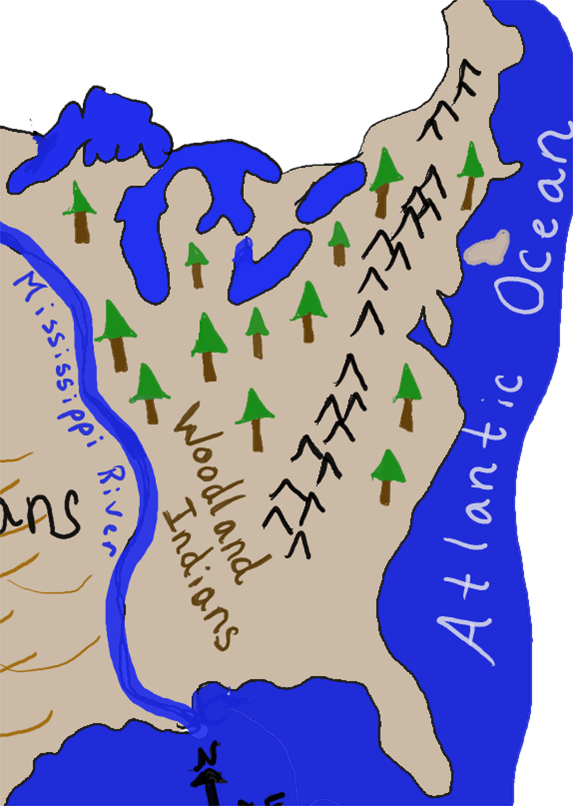 Mississippi River
Atlantic Ocean
Woodland
Indians
ans
N